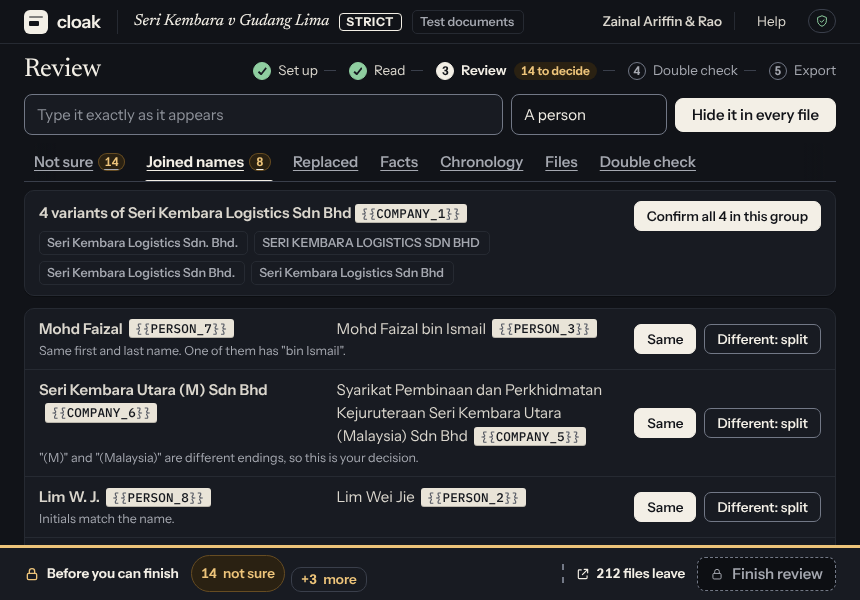 cloak Seri Kembara v Gudang Lima STRICT Test documents Zainal Ariffin & Rao Help
Review Set up Read 3 Review 14 to decide 4 Double check 5 Export
Type it exactly as it appears A person Hide it in every file
Not sure 14 Joined names 8 Replaced Facts Chronology Files Double check
4 variants of Seri Kembara Logistics Sdn Bhd {{COMPANY_1}} Confirm all 4 in this group
Seri Kembara Logistics Sdn. Bhd. SERI KEMBARA LOGISTICS SDN BHD
Seri Kembara Logistics Sdn Bhd. Seri Kembara Logistics Sdn Bhd
Mohd Faizal {{PERSON_7}} Mohd Faizal bin Ismail {{PERSON_3}} Same Different: split
Same first and last name. One of them has "bin Ismail".
Seri Kembara Utara (M) Sdn Bhd Syarikat Pembinaan dan Perkhidmatan
{{COMPANY_6}} Kejuruteraan Seri Kembara Utara Same Different: split
(Malaysia) Sdn Bhd {{COMPANY_5}}
"(M)" and "(Malaysia)" are different endings, so this is your decision.
Lim W. J. {{PERSON_8}} Lim Wei Jie {{PERSON_2}} Same Different: split
Initials match the name.
Before you can finish 14 not sure +3 more 212 files leave Finish review